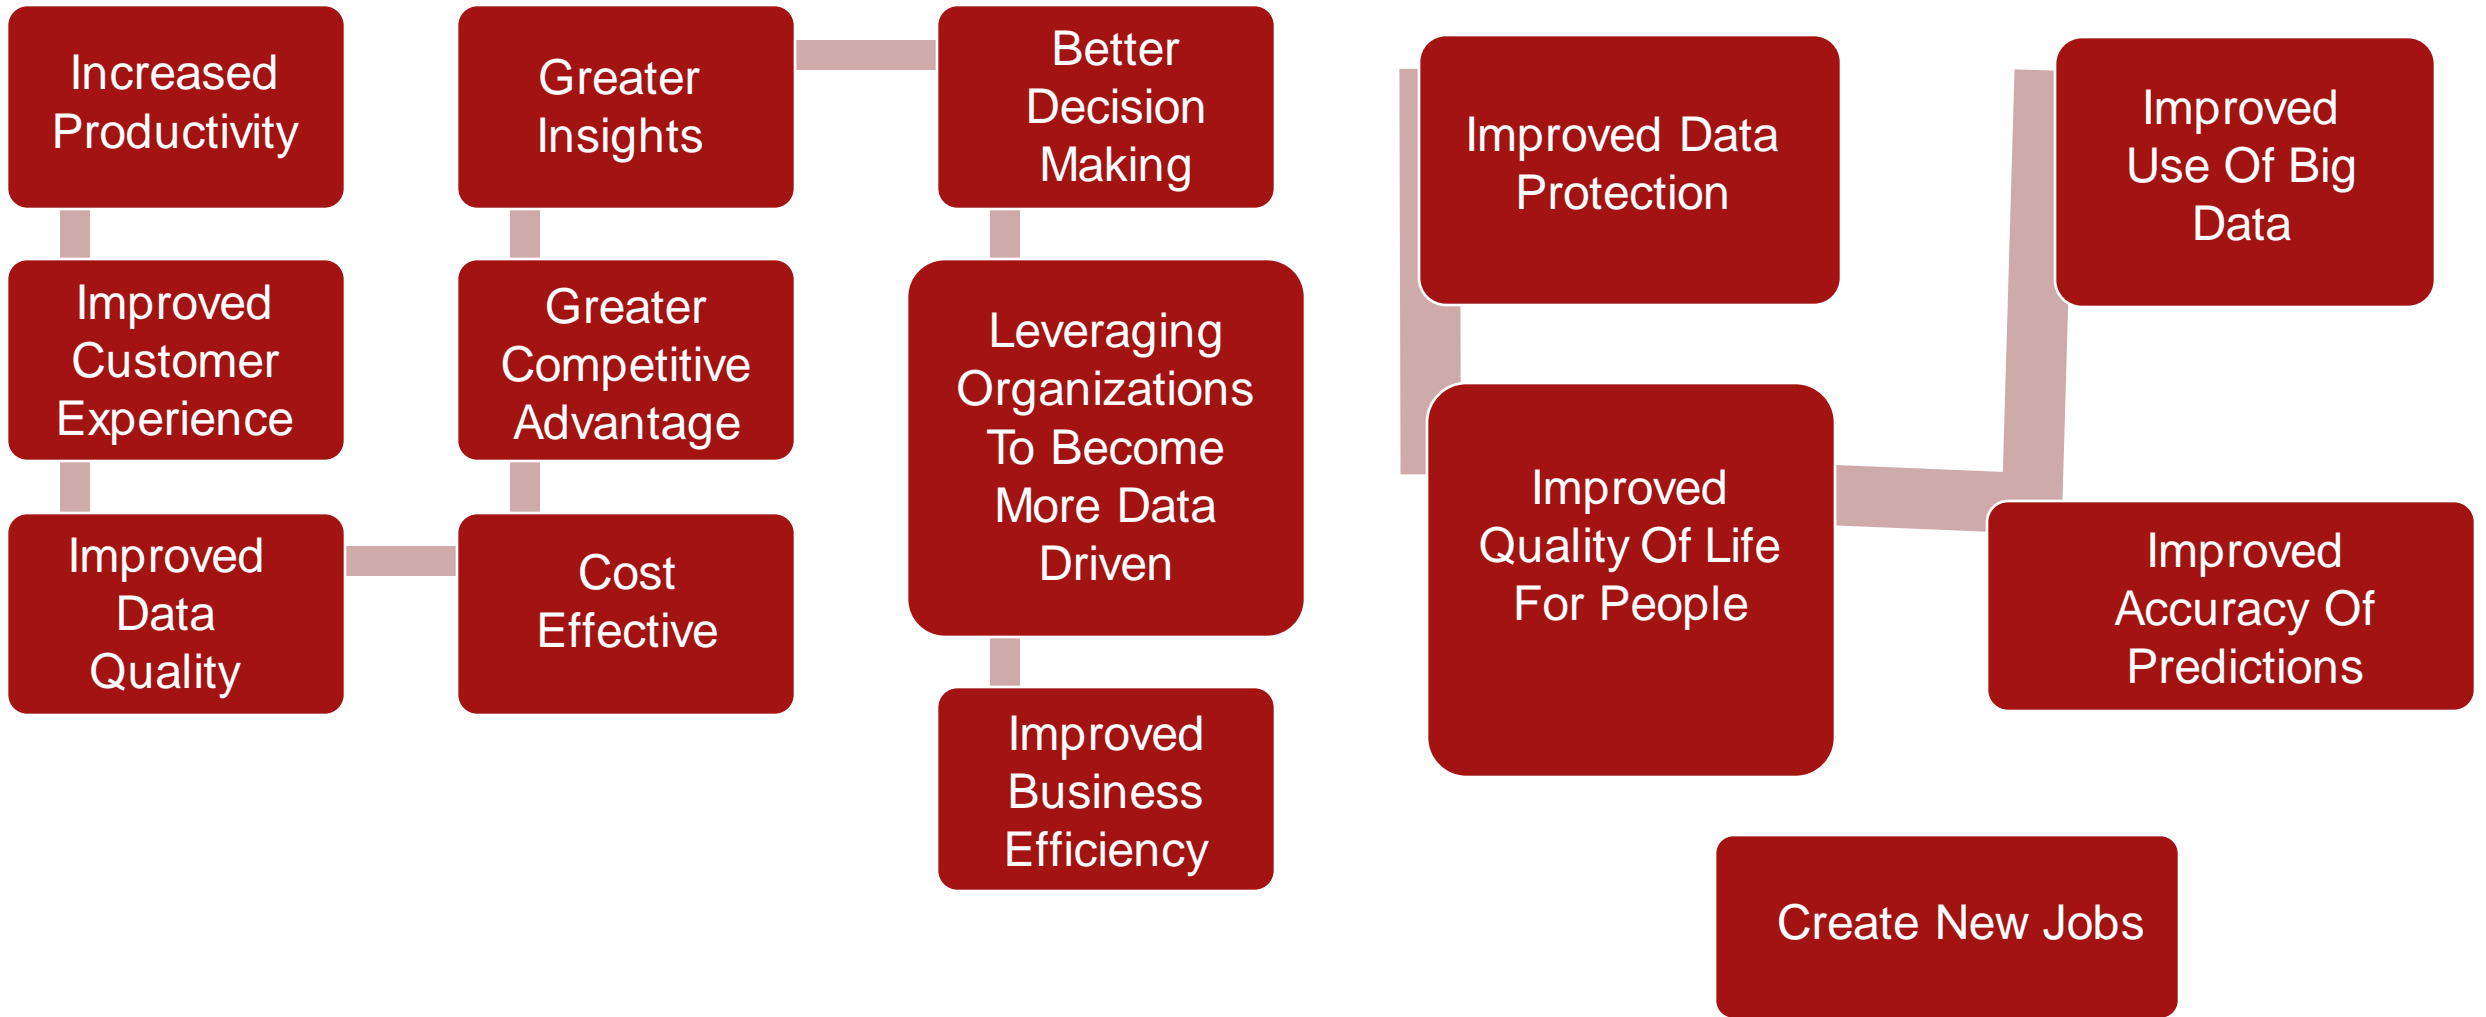 Increased
Productivity
Improved
Customer
Experience
Improved
Data
Quality
Greater
Insights
Greater
Competitive
Advantage
Cost
Effective
Better
Decision
Making
Leveraging
Organizations
To Become
More Data
Driven
Improved
Business
Efficiency
Improved Data
Protection
Improved
Quality Of Life
For People
Improved
Use Of Big
Data
Improved
Accuracy Of
Predictions
Create New Jobs